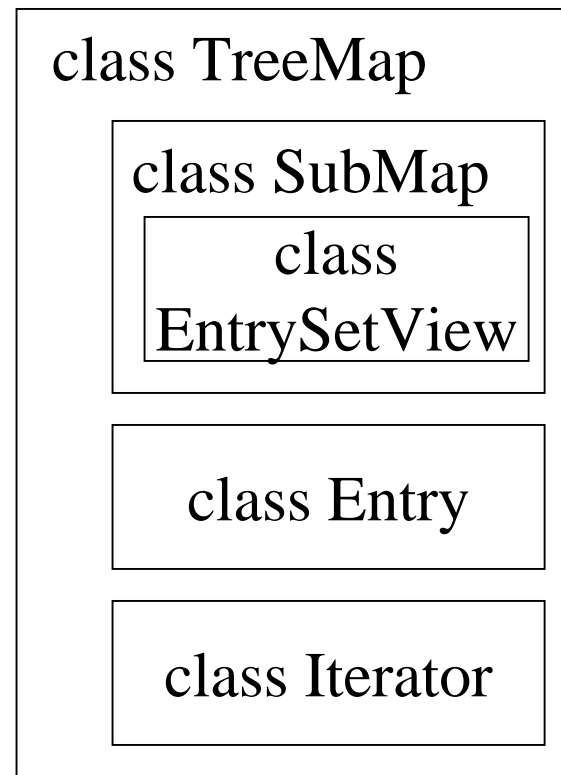 class TreeMap
class SubMap
class
EntrySetView
class Entry
class Iterator